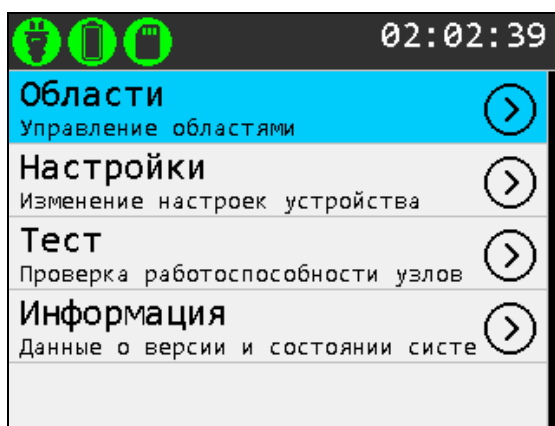 02:02:39
Области
Управление областями
Настройки
Изменение настроек устройства
Тест
Проверка работоспособности узлов
Информация
Данные о версии и состоянии систе